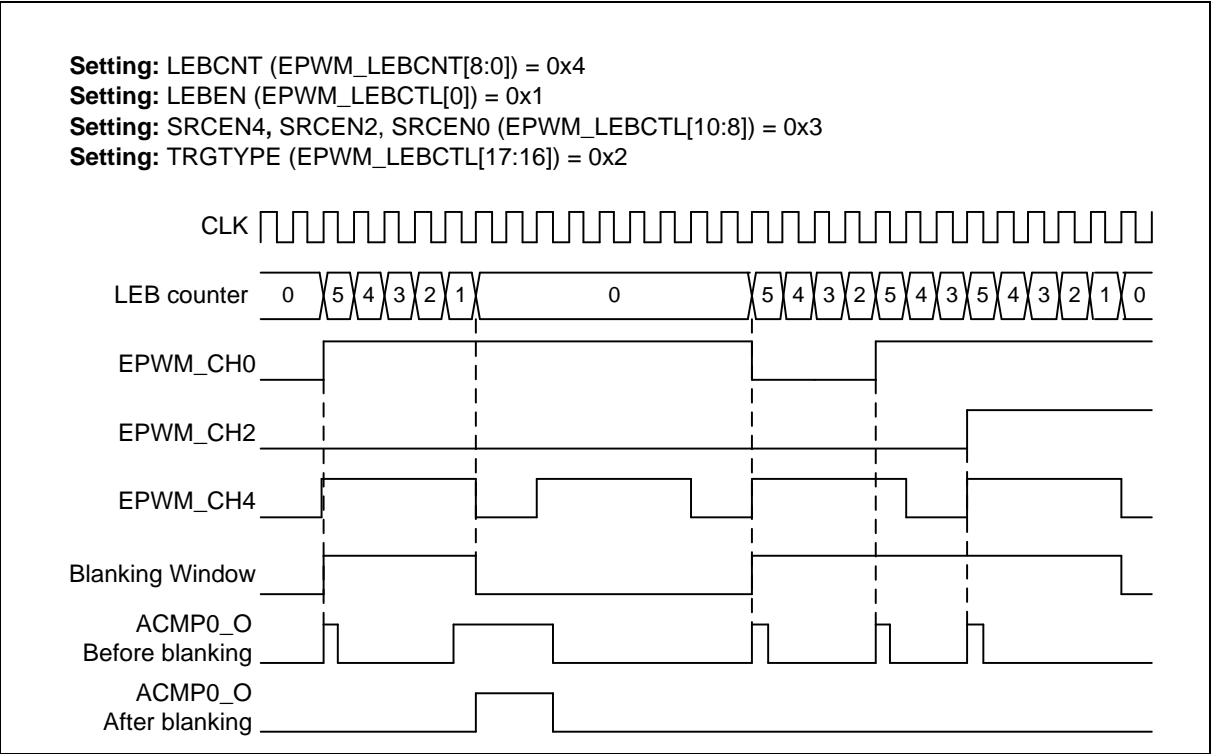 Setting: LEBCNT (EPWM_LEBCNT[8:0]) = 0x4
Setting: LEBEN (EPWM_LEBCTL[0]) = 0x1
Setting: SRCEN4, SRCEN2, SRCEN0 (EPWM_LEBCTL[10:8]) = 0x3
Setting: TRGTYPE (EPWM_LEBCTL[17:16]) = 0x2
CLK
LEB counter 0 5 4 3 2 1 0 5 4 3 2 5 4 3 5 4 3 2 1 0
EPWM_CH0
EPWM_CH2
EPWM_CH4
Blanking Window
ACMP0_O
Before blanking
ACMP0_O
After blanking